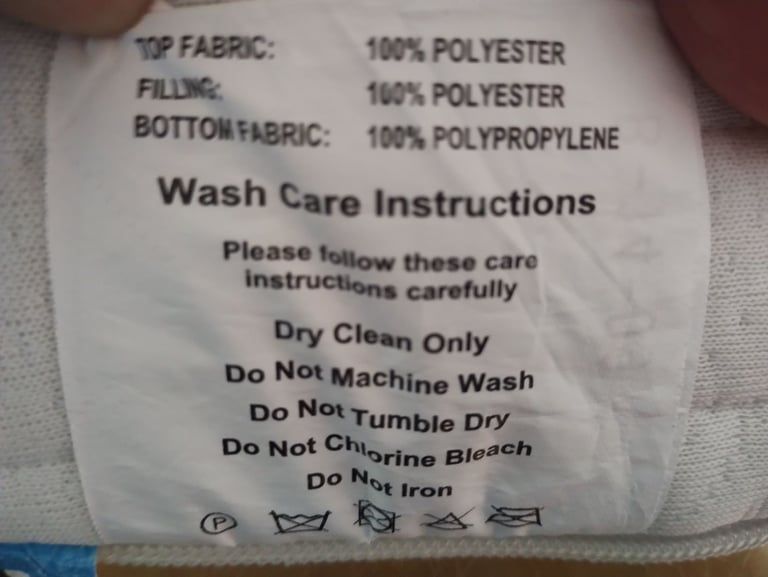 TOP FABRIC: 100% POLYESTER
FILLING: 100% POLYESTER
BOTTOM FABRIC: 100% POLYPROPYLENE
Wash Care Instructions
Please follow these care
instructions carefully
Dry Clean Only
Do Not Machine Wash
Do Not Tumble Dry
Do Not Chlorine Bleach
Do Not Iron
P